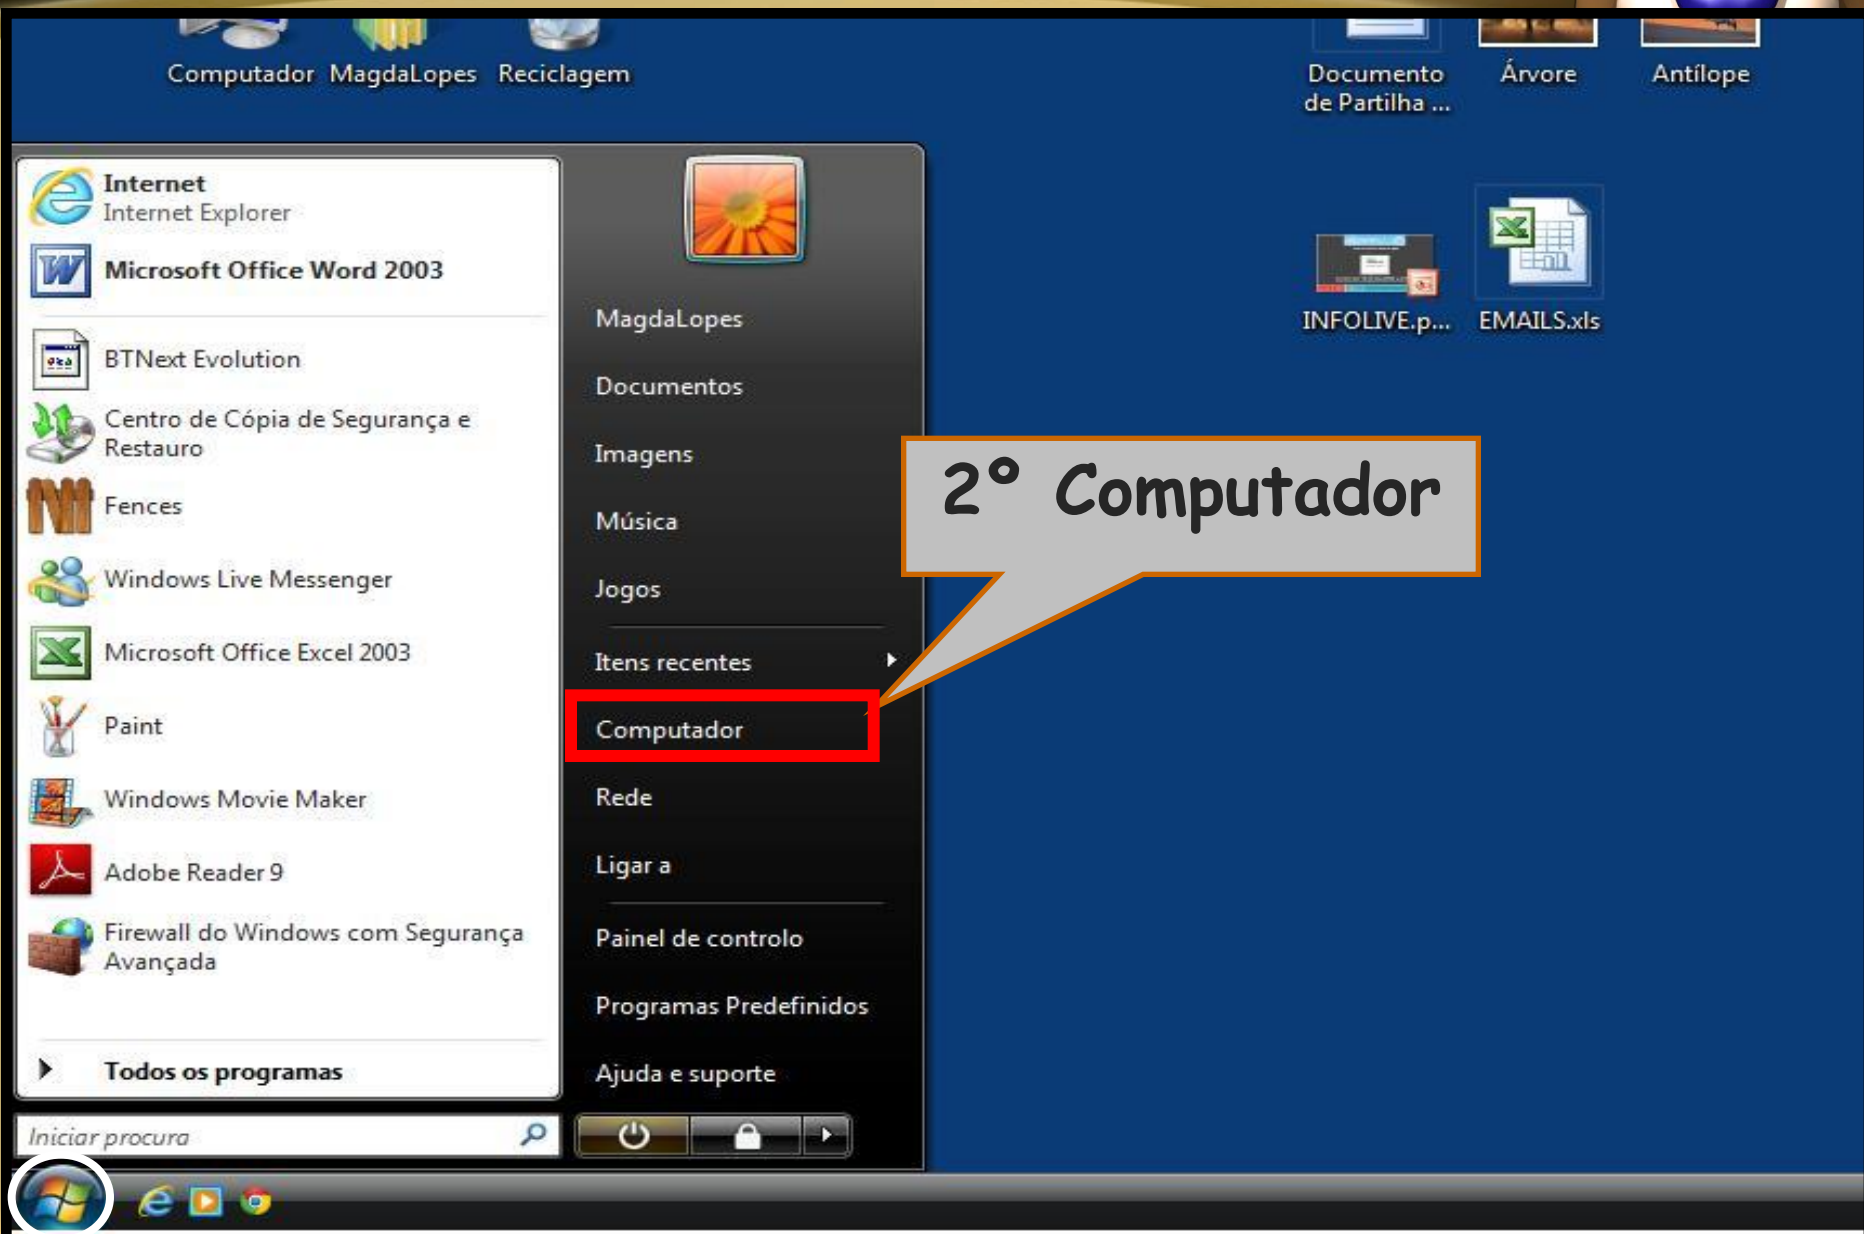 Computador MagdaLopes Reciclagem
Documento
de Partilha ...
Árvore
Antílope
Internet
Internet Explorer
Microsoft Office Word 2003
BTNext Evolution
Centro de Cópia de Segurança e
Restauro
Fences
Windows Live Messenger
Microsoft Office Excel 2003
Paint
Windows Movie Maker
Adobe Reader 9
Firewall do Windows com Segurança
Avançada
Todos os programas
Iniciar procura
MagdaLopes
Documentos
Imagens
Música
Jogos
Itens recentes
Computador
Rede
Ligar a
Painel de controlo
Programas Predefinidos
Ajuda e suporte
INFOLIVE.p...
EMAILS.xls
2º Computador